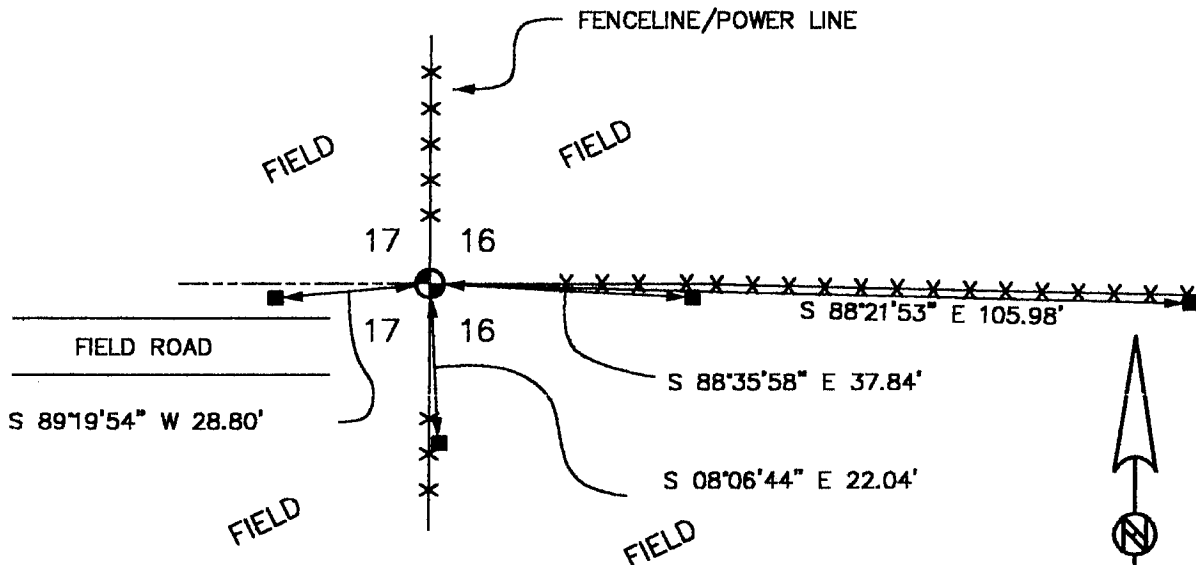 FENCELINE/POWER LINE
FIELD
FIELD
17 16
S 88°21'53" E 105.98'
17 16
FIELD ROAD
S 88°35'58" E 37.84'
S 89°19'54" W 28.80'
S 08°06'44" E 22.04'
FIELD
FIELD
N